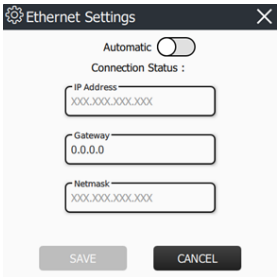 Ethernet Settings
Automatic
Connection Status :
IP Address
XXX.XXX.XXX.XXX
Gateway
0.0.0.0
Netmask
XXX.XXX.XXX.XXX
SAVE CANCEL